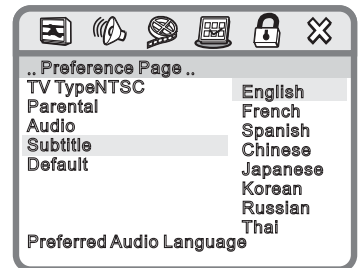 .. Preference Page ..
TV TypeNTSC
Parental
Audio
Subtitle
Default
English
French
Spanish
Chinese
Japanese
Korean
Russian
Thai
Preferred Audio Language